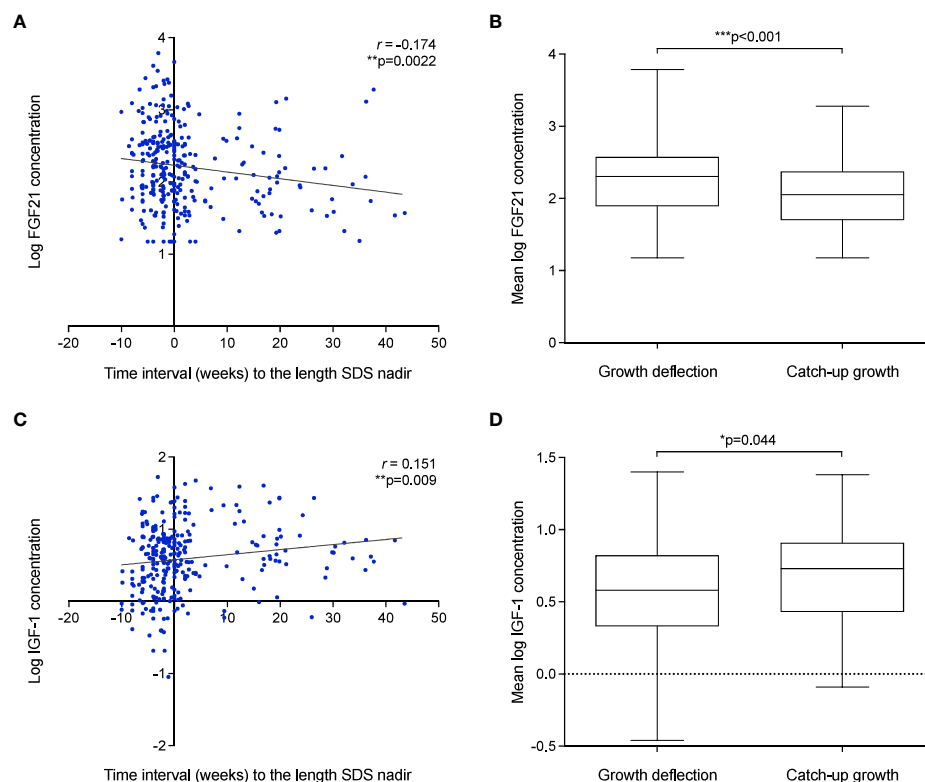 A
r = -0.174
**p=0.0022
Log FGF21 concentration
4
3
2
1
-20 -10 0 10 20 30 40 50
Time interval (weeks) to the length SDS nadir
B
***p<0.001
Mean log FGF21 concentration
4
3
2
1
0
Growth deflection Catch-up growth
C
r = 0.151
**p=0.009
Log IGF-1 concentration
2
1
-20 -10 0 10 20 30 40 50
-1
-2
Time interval (weeks) to the length SDS nadir
D
*p=0.044
Mean log IGF-1 concentration
1.5
1.0
0.5
0.0
-0.5
Growth deflection Catch-up growth